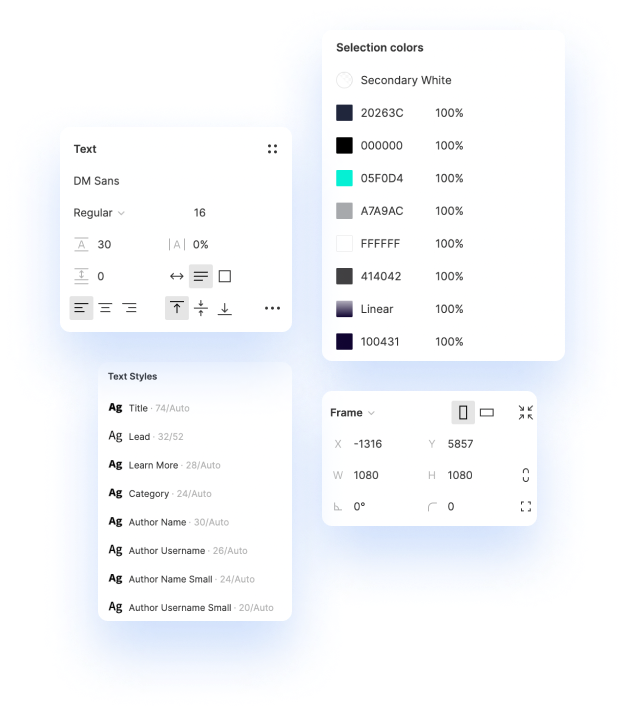 Selection colors
Secondary White
20263C 100%
000000 100%
05F0D4 100%
A7A9AC 100%
FFFFFF 100%
414042 100%
Linear 100%
100431 100%
Text
DM Sans
Regular 16
A 30 |A| 0%
0
Text Styles
Ag Title · 74/Auto
Ag Lead · 32/52
Ag Learn More · 28/Auto
Ag Category · 24/Auto
Ag Author Name · 30/Auto
Ag Author Username · 26/Auto
Ag Author Name Small · 24/Auto
Ag Author Username Small · 20/Auto
Frame
X -1316 Y 5857
W 1080 H 1080
0° 0